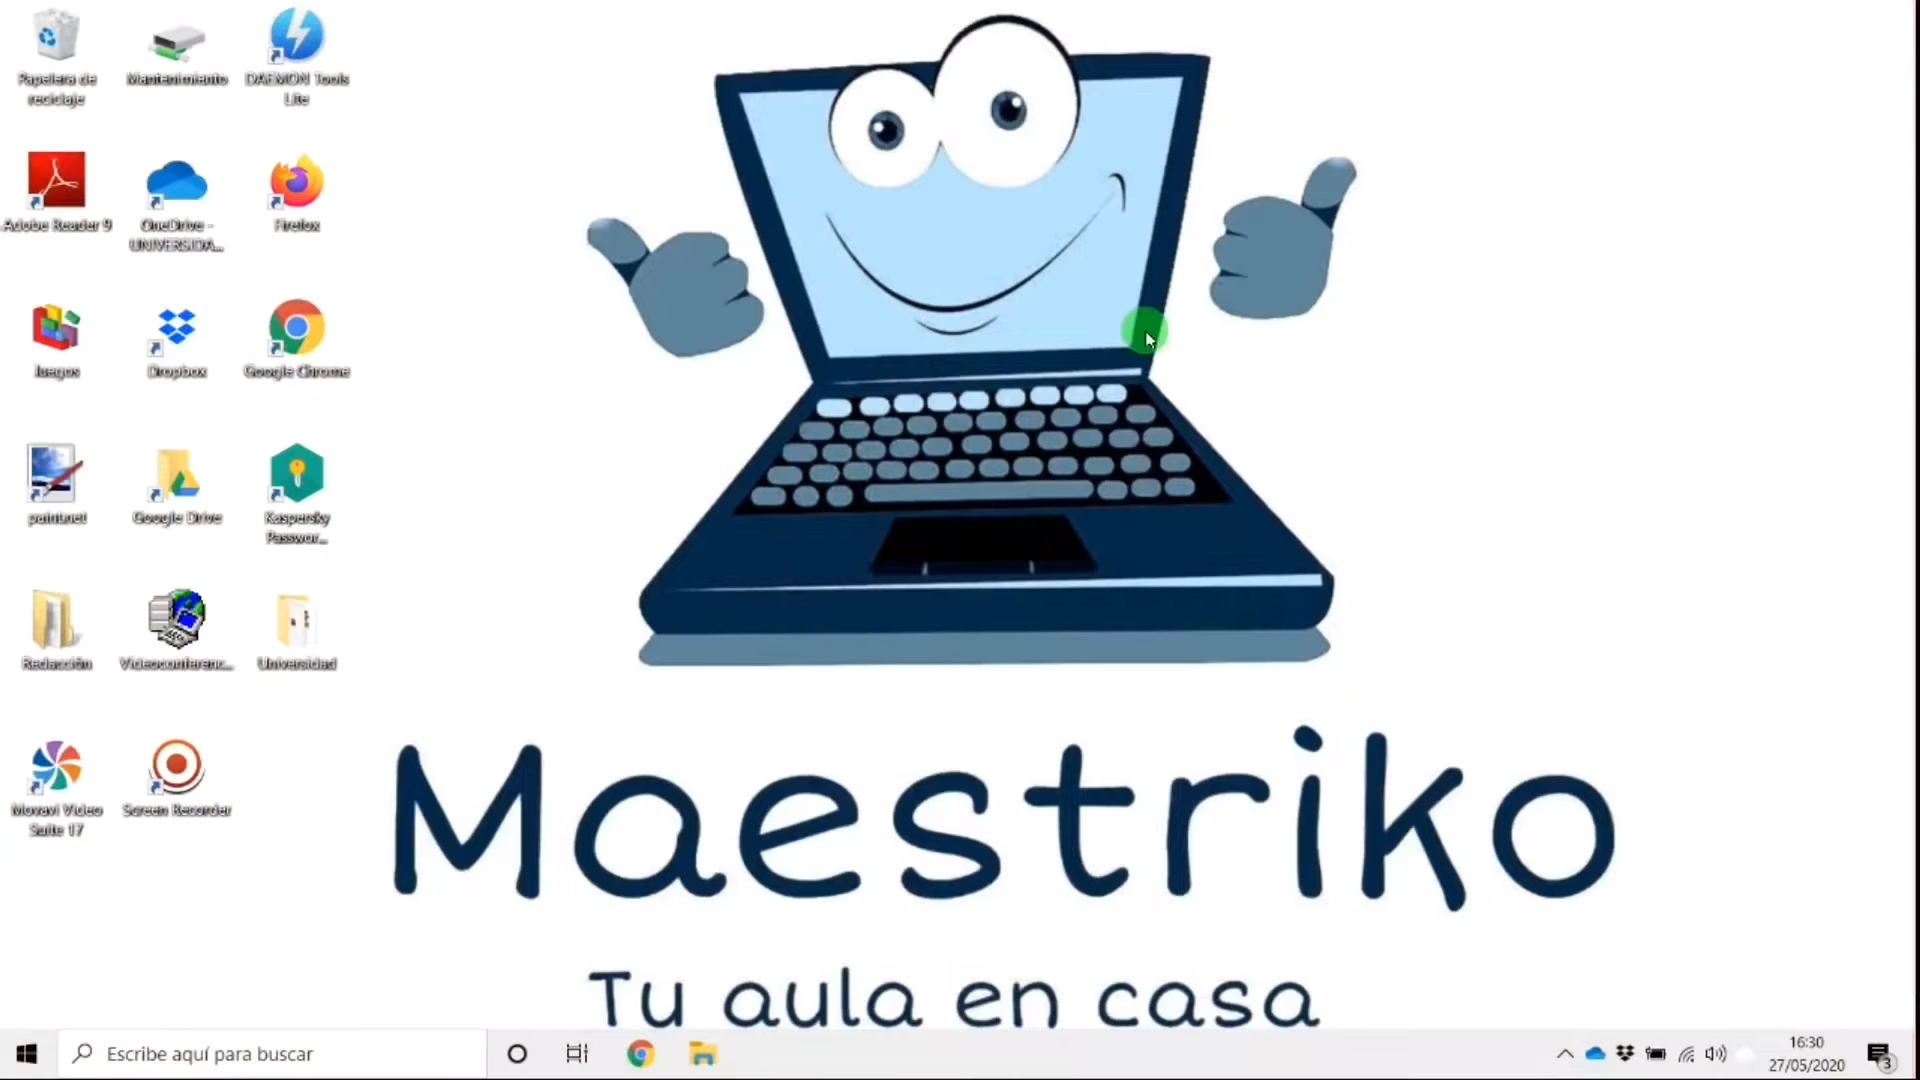 Papelera de
reciclaje
Mantenimiento
DAEMON Tools
Lite
Adobe Reader 9
OneDrive -
UNIVERSIDA...
Firefox
Juegos
Dropbox
Google Chrome
paint.net
Google Drive
Kaspersky
Passwor...
Redacción
Videoconferenc...
Universidad
Movavi Video
Suite 17
Screen Recorder
Maestriko
Tu aula en casa
Escribe aquí para buscar
16:30
27/05/2020
3